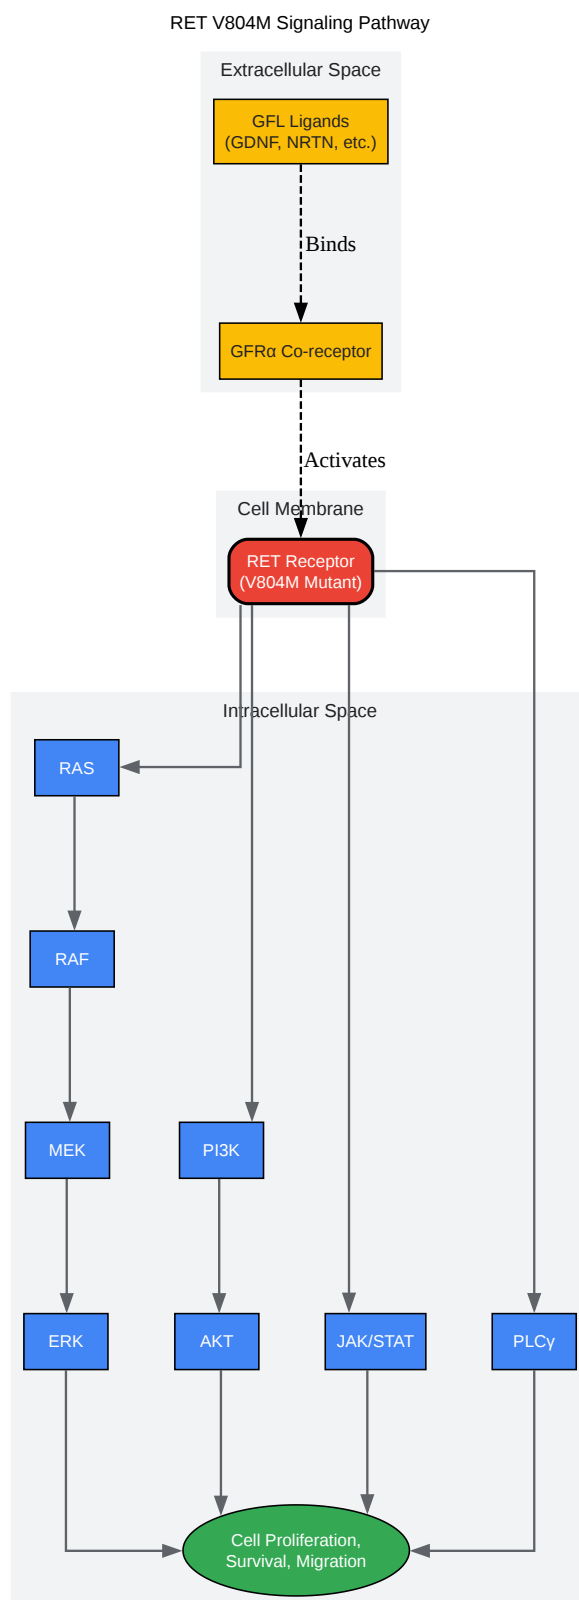 RET V804M Signaling Pathway
Extracellular Space
GFL Ligands
(GDNF, NRTN, etc.)
Binds
GFRα Co-receptor
Activates
Cell Membrane
RET Receptor
(V804M Mutant)
Intracellular Space
RAS
RAF
MEK
PI3K
ERK
AKT
JAK/STAT
PLCγ
Cell Proliferation,
Survival, Migration